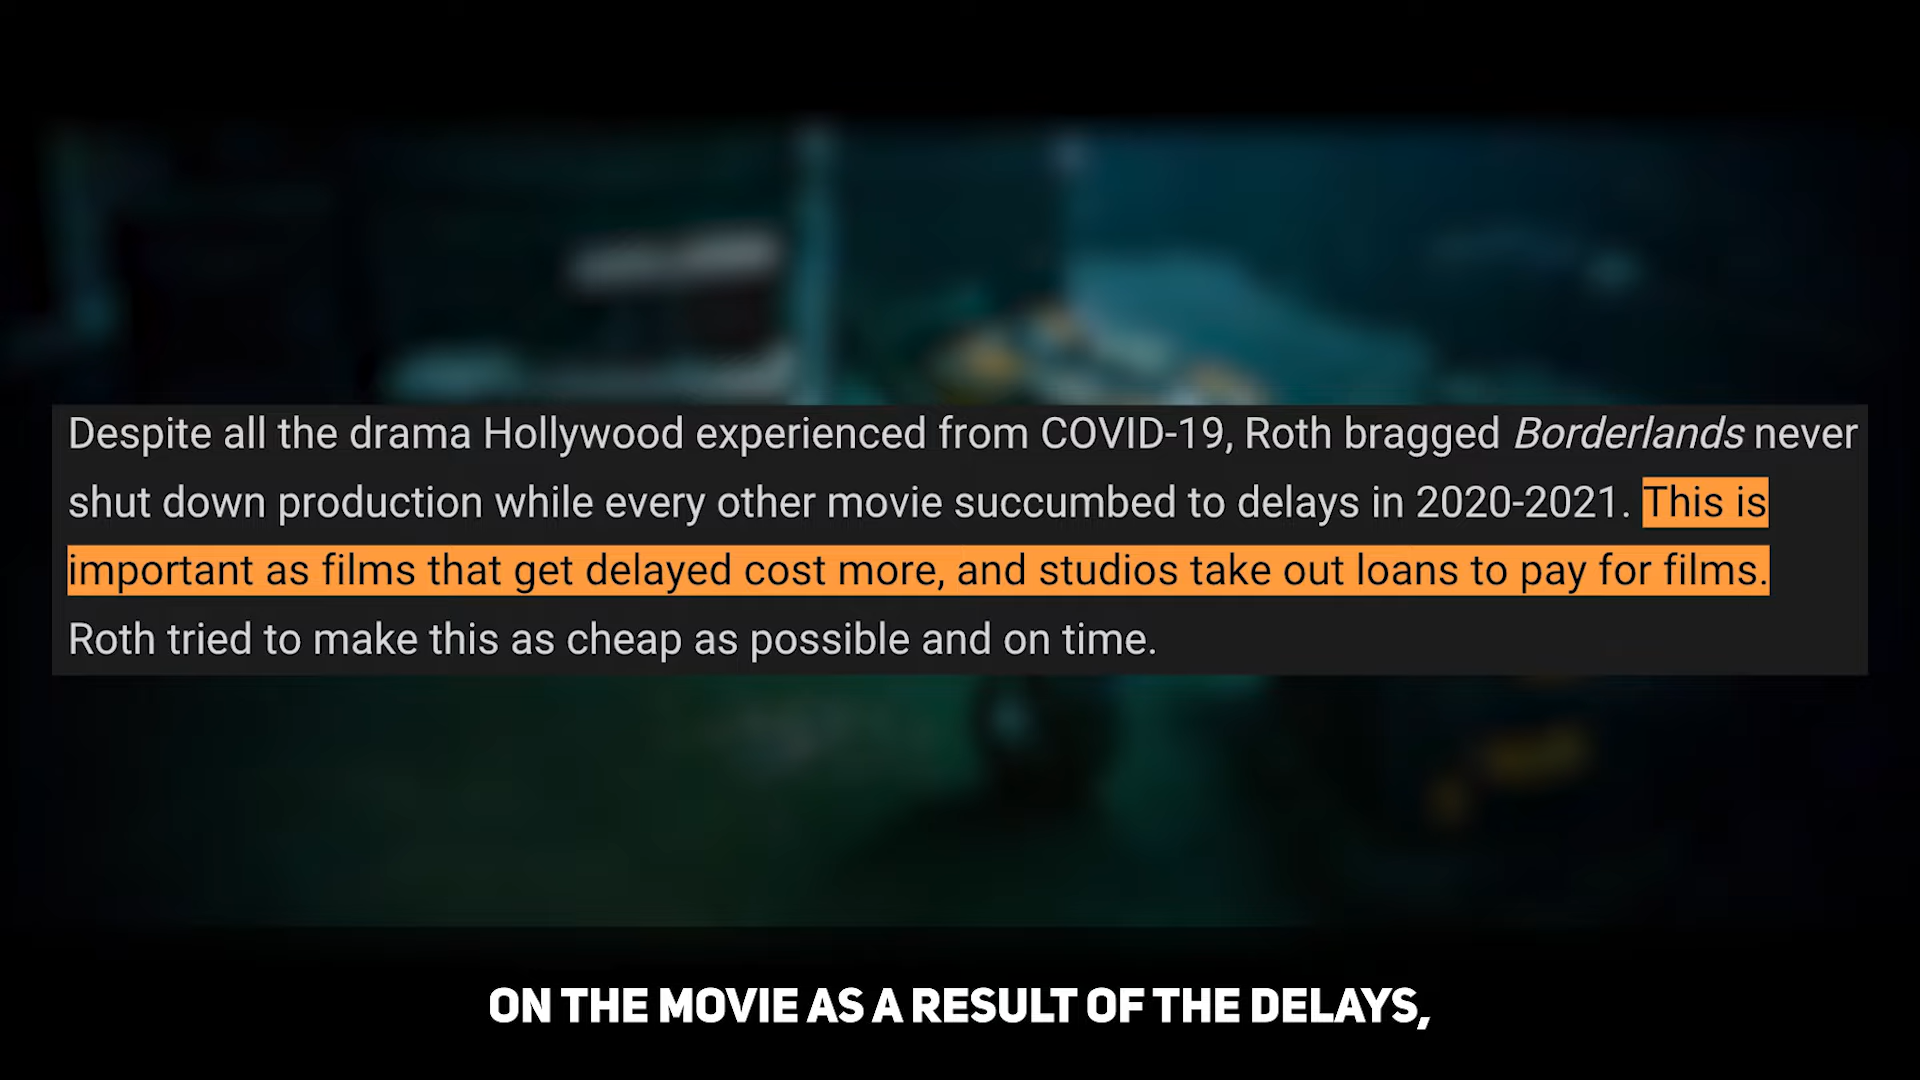 Despite all the drama Hollywood experienced from COVID-19, Roth bragged Borderlands never
shut down production while every other movie succumbed to delays in 2020-2021. This is
important as films that get delayed cost more, and studios take out loans to pay for films.
Roth tried to make this as cheap as possible and on time.
ON THE MOVIE AS A RESULT OF THE DELAYS,